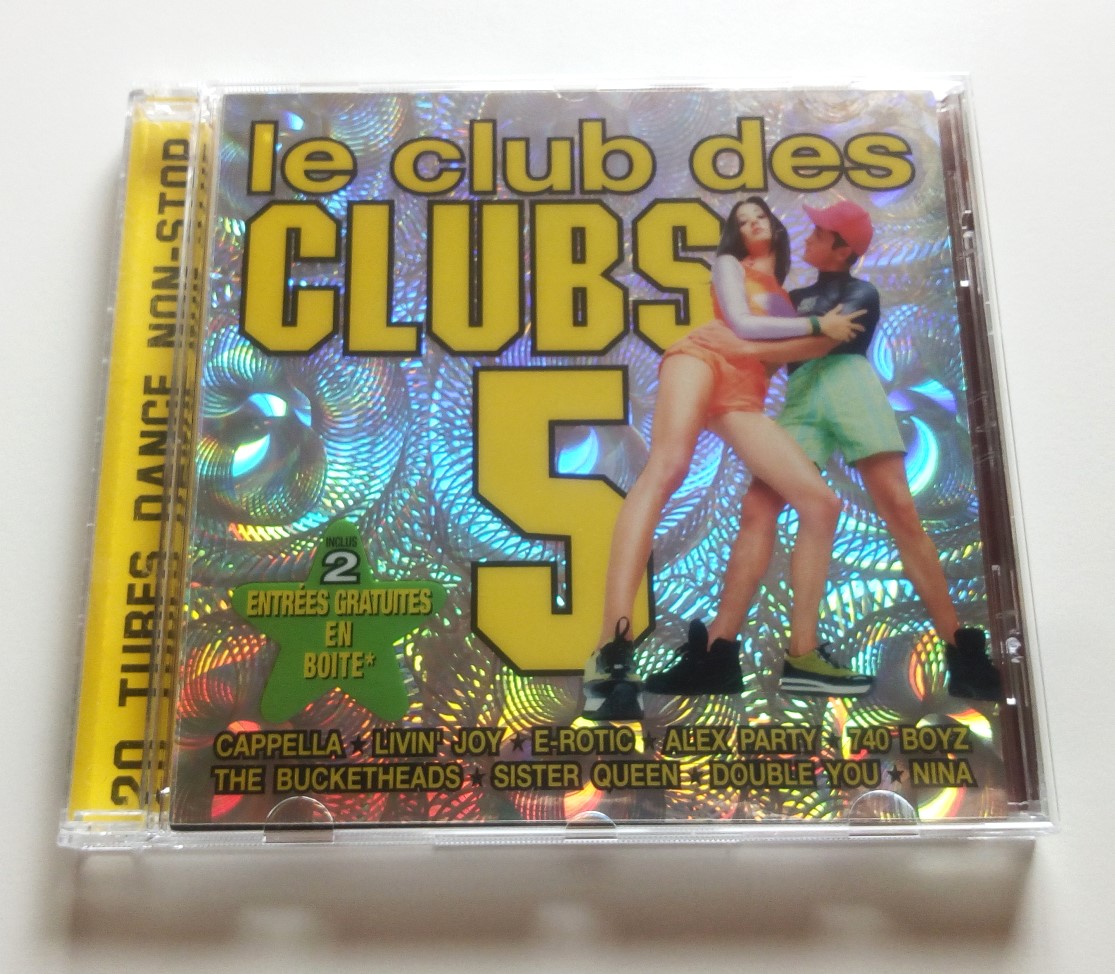 le club des
CLUBS
5
INCLUS
2
ENTRÉES GRATUITES
EN
BOITE*
CAPPELLA ★ LIVIN' JOY ★ E-ROTIC ★ ALEX PARTY ★ 740 BOYZ
THE BUCKETHEADS ★ SISTER QUEEN ★ DOUBLE YOU ★ NINA
20 TUBES DANCE NON-STOP